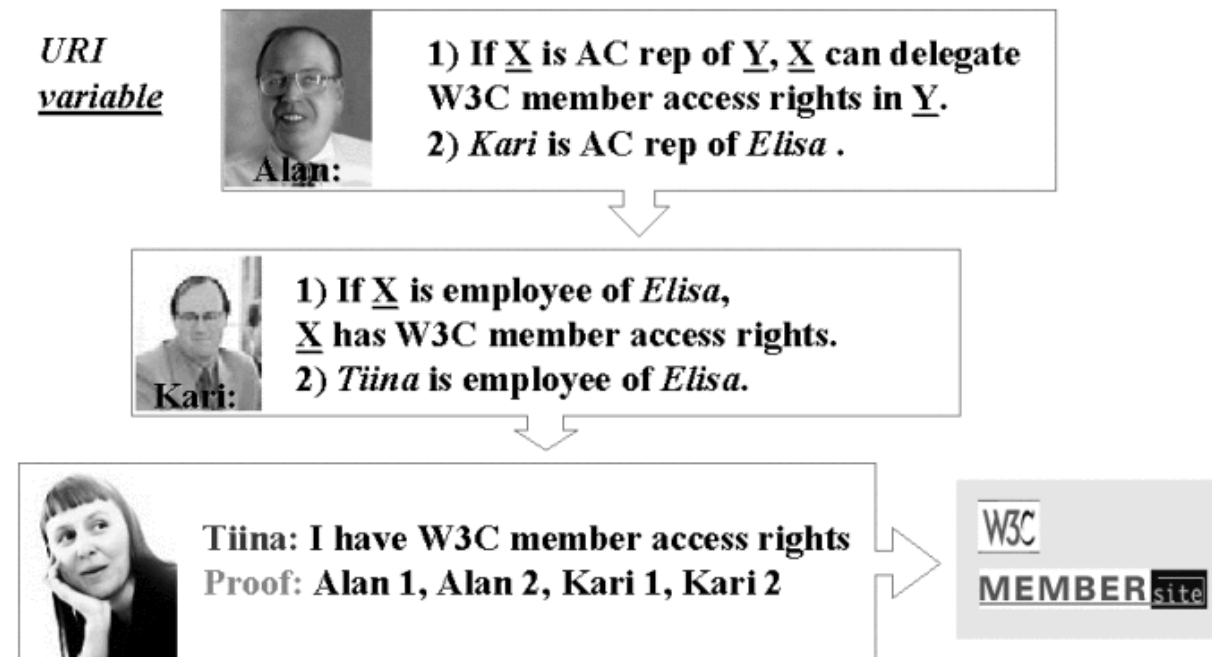 URI
variable
Alan:
1) If X is AC rep of Y, X can delegate
W3C member access rights in Y.
2) Kari is AC rep of Elisa .
Kari:
1) If X is employee of Elisa,
X has W3C member access rights.
2) Tiina is employee of Elisa.
Tiina: I have W3C member access rights
Proof: Alan 1, Alan 2, Kari 1, Kari 2
W3C
MEMBER site